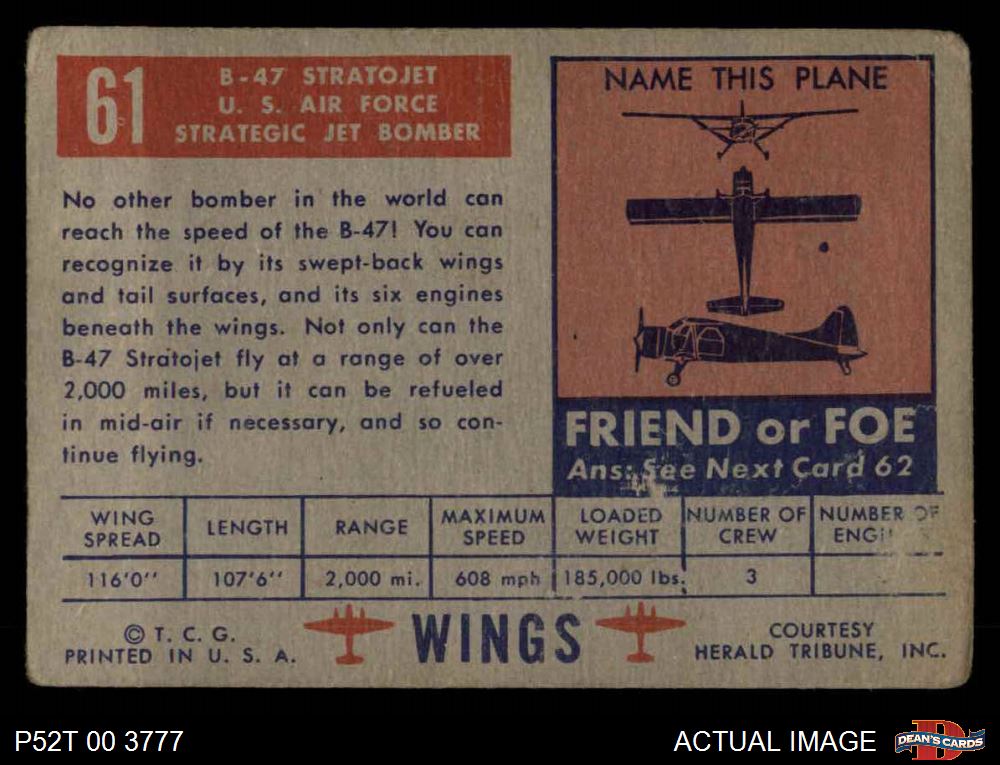 61
B-47 STRATOJET
U. S. AIR FORCE
STRATEGIC JET BOMBER
No other bomber in the world can
reach the speed of the B-47! You can
recognize it by its swept-back wings
and tail surfaces, and its six engines
beneath the wings. Not only can the
B-47 Stratojet fly at a range of over
2,000 miles, but it can be refueled
in mid-air if necessary, and so con-
tinue flying.
NAME THIS PLANE
FRIEND or FOE
Ans: See Next Card 62
WING SPREAD
LENGTH
RANGE
MAXIMUM SPEED
LOADED WEIGHT
NUMBER OF CREW
NUMBER OF
116'0"
107'6"
2,000 mi.
608 mph
185,000 lbs.
3
© T. C. G.
PRINTED IN U. S. A.
WINGS
COURTESY
HERALD TRIBUNE, INC.
P52T 00 3777
ACTUAL IMAGE
DEAN'S CARDS